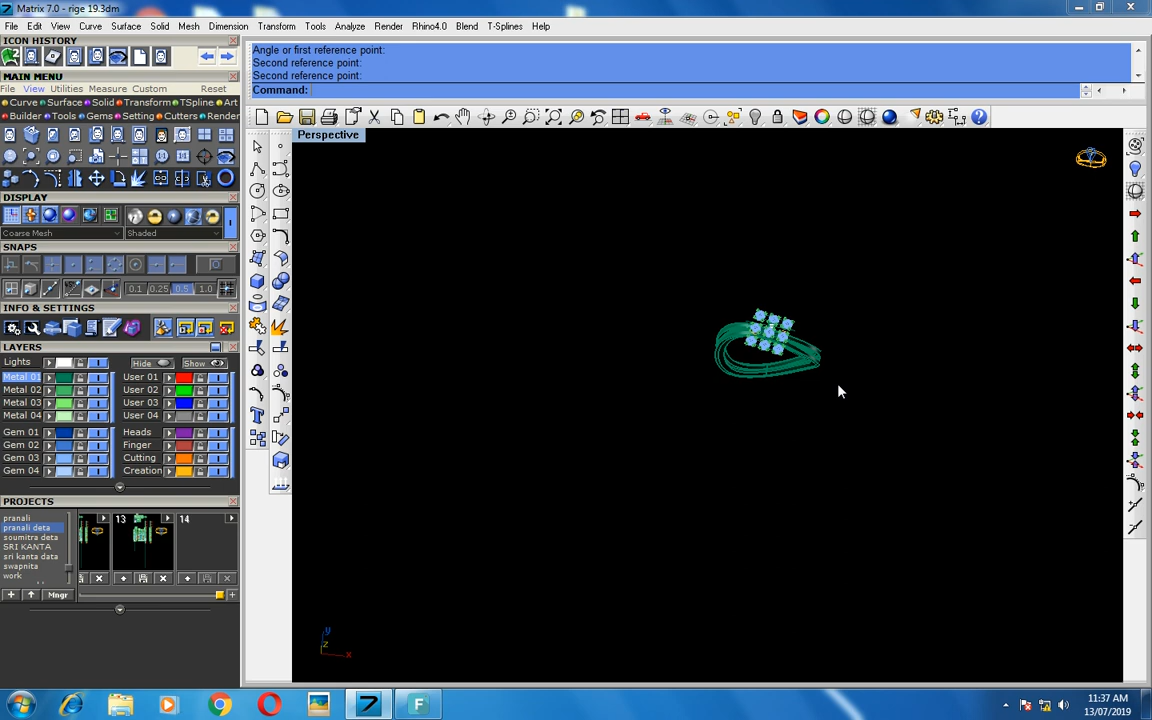 Matrix 7.0 - rige 19.3dm
File Edit View Curve Surface Solid Mesh Dimension Transform Tools Analyze Render Rhino4.0 Blend T-Splines Help
ICON HISTORY
Angle or first reference point:
Second reference point:
Second reference point:
Command:
MAIN MENU
File View Utilities Measure Custom Reset
Curve Surface Solid Transform TSpline Art
Builder Tools Gems Setting Cutters Render
Perspective
DISPLAY
Coarse Mesh Shaded
SNAPS
0.1 0.25 0.5 1.0
INFO & SETTINGS
LAYERS
Lights Hide Show
Metal 01 User 01
Metal 02 User 02
Metal 03 User 03
Metal 04 User 04
Gem 01 Heads
Gem 02 Finger
Gem 03 Cutting
Gem 04 Creation
PROJECTS
pranali
pranali deta
soumitra deta
SRI KANTA
sri kanta data
swapnita
work
13 14
Mngr
y
z
x
F
11:37 AM
13/07/2019